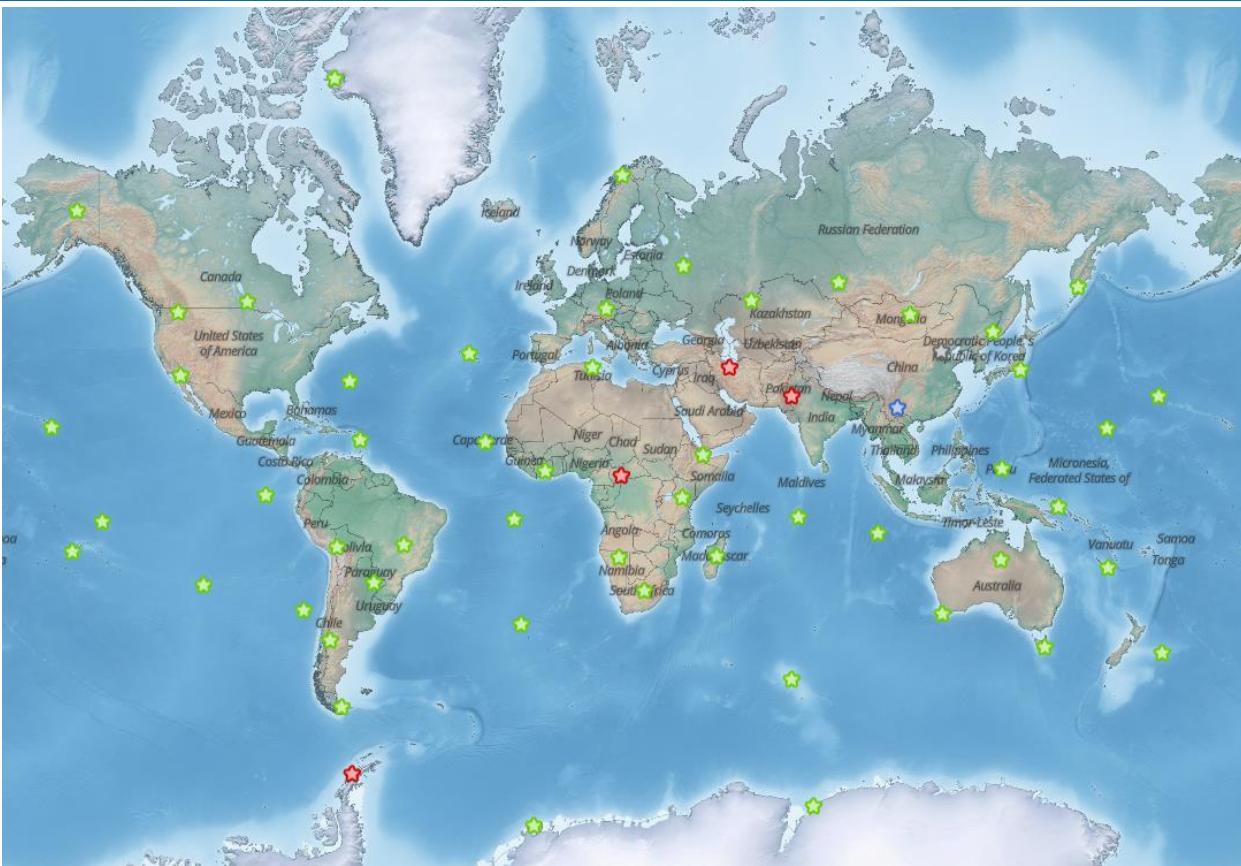 Iceland
Russian Federation
Norway
Estonia
Canada
Denmark
Ireland
Poland
Kazakhstan
Mongolia
United States
of America
Georgia
Uzbekistan
Democratic People's
Republic of Korea
Portugal
Albania
Tunisia
Cyprus
Iraq
China
Pakistan
Nepal
Mexico
Bahamas
Saudi Arabia
India
Myanmar
Guatemala
Niger
Chad
Sudan
Thailand
Philippines
Costa Rica
Guinea
Nigeria
Somalia
Maldives
Malaysia
Micronesia,
Federated States of
Colombia
Seychelles
Peru
Angola
Comoros
Timor-Leste
Samoa
Vanuatu
Tonga
Bolivia
Madagascar
Paraguay
Namibia
Australia
Uruguay
South Africa
Chile